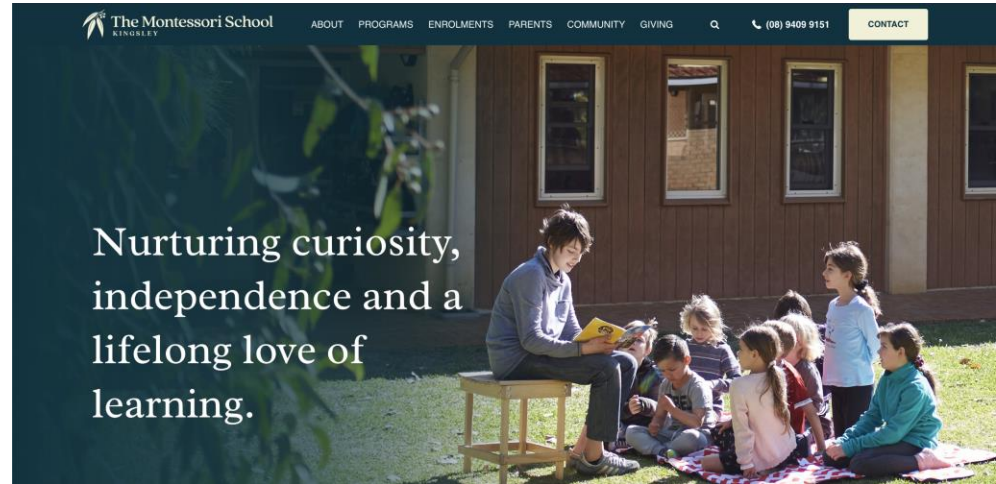 The Montessori School
KINGSLEY
ABOUT PROGRAMS ENROLMENTS PARENTS COMMUNITY GIVING (08) 9409 9151 CONTACT
Nurturing curiosity,
independence and a
lifelong love of
learning.